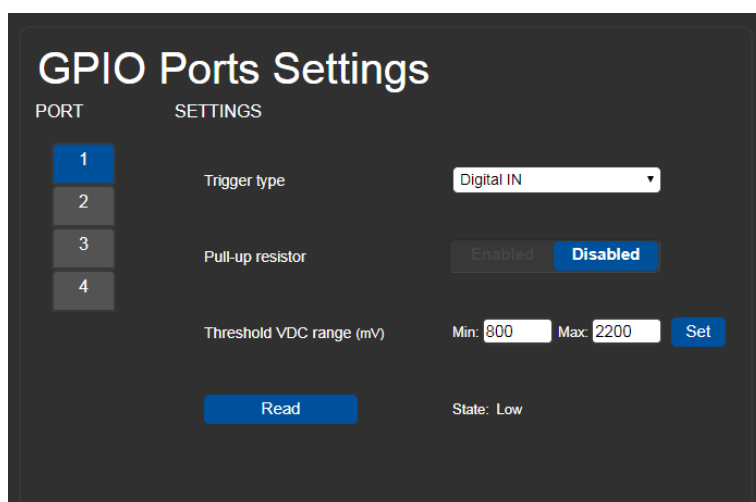 GPIO Ports Settings
PORT SETTINGS
1
Trigger type Digital IN
2
3
Pull-up resistor Enabled Disabled
4
Threshold VDC range (mV) Min: 800 Max: 2200 Set
Read State: Low